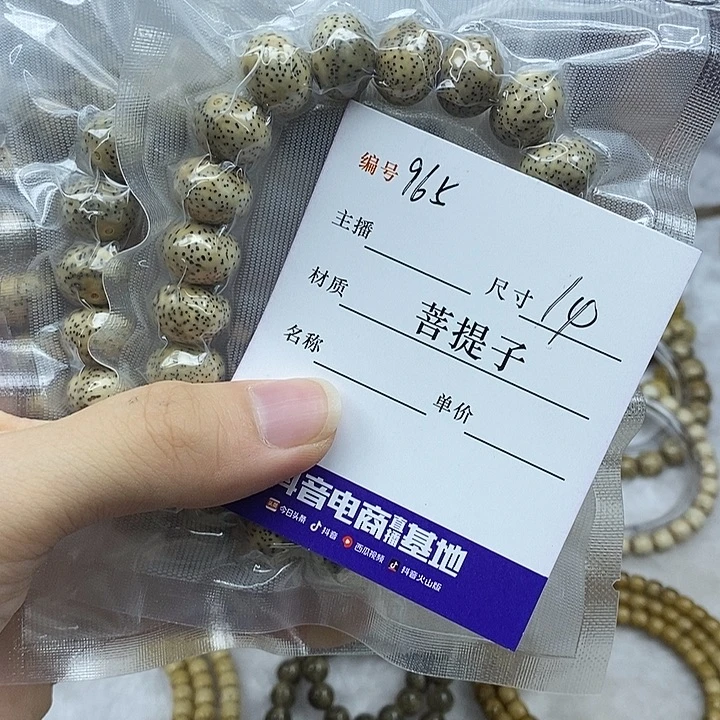 编号 965
主播
尺寸 14
材质 菩提子
名称
单价
抖音电商直播基地
今日头条 抖音 西瓜视频 抖音火山版